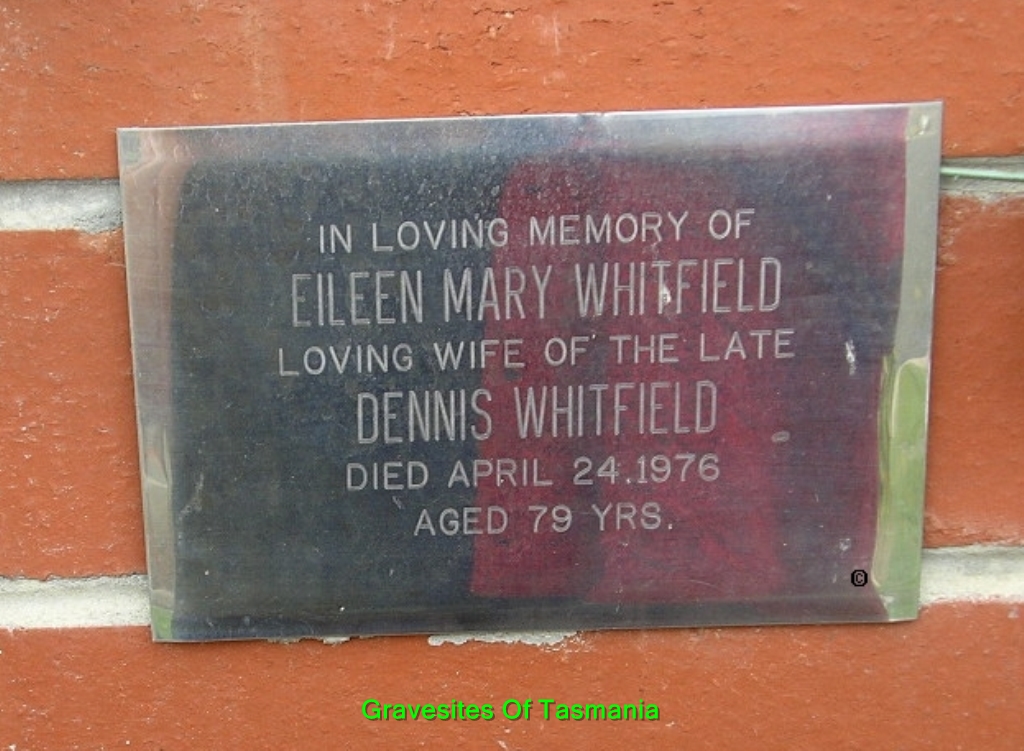 IN LOVING MEMORY OF
EILEEN MARY WHITFIELD
LOVING WIFE OF THE LATE
DENNIS WHITFIELD
DIED APRIL 24.1976
AGED 79 YRS.
©
Gravesites Of Tasmania